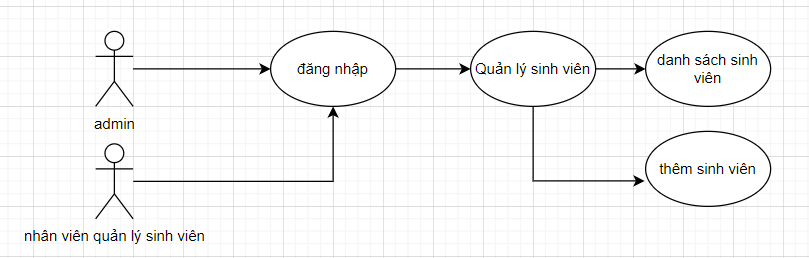 đăng nhập
Quản lý sinh viên
danh sách sinh
viên
admin
thêm sinh viên
nhân viên quản lý sinh viên